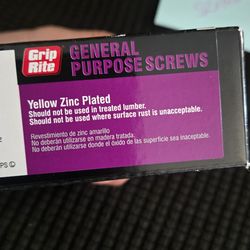 Grip
Rite
GENERAL
PURPOSE SCREWS
Yellow Zinc Plated
Should not be used in treated lumber.
Should not be used where surface rust is unacceptable.
Revestimiento de zinc amarillo
No deberán utilizarse en madera tratada.
No deberán utilizarse donde el óxido de las superficie sea inaceptable.
PS ©